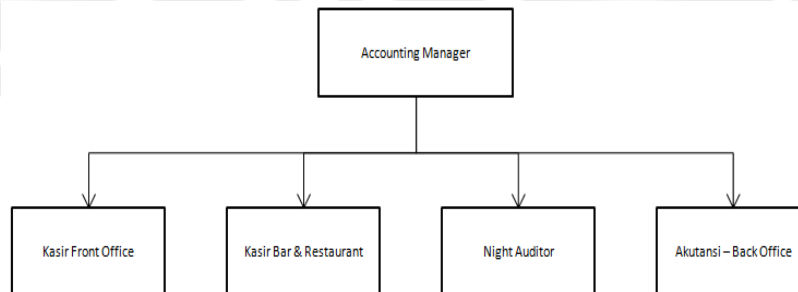 Accounting Manager
Kasir Front Office
Kasir Bar & Restaurant
Night Auditor
Akutansi – Back Office